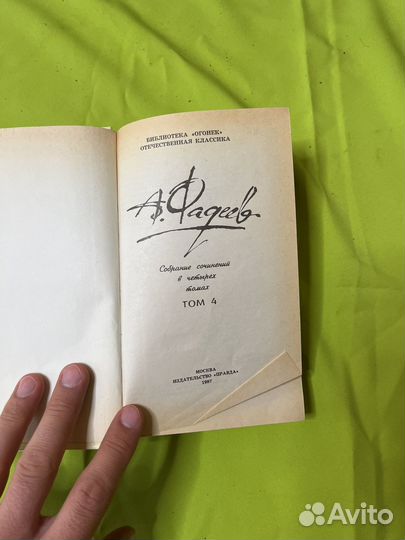 БИБЛИОТЕКА «ОГОНЕК»
ОТЕЧЕСТВЕННАЯ КЛАССИКА
А. Фадеев
Собрание сочинений
в четырех
томах
ТОМ 4
МОСКВА
ИЗДАТЕЛЬСТВО «ПРАВДА»
1987
Avito